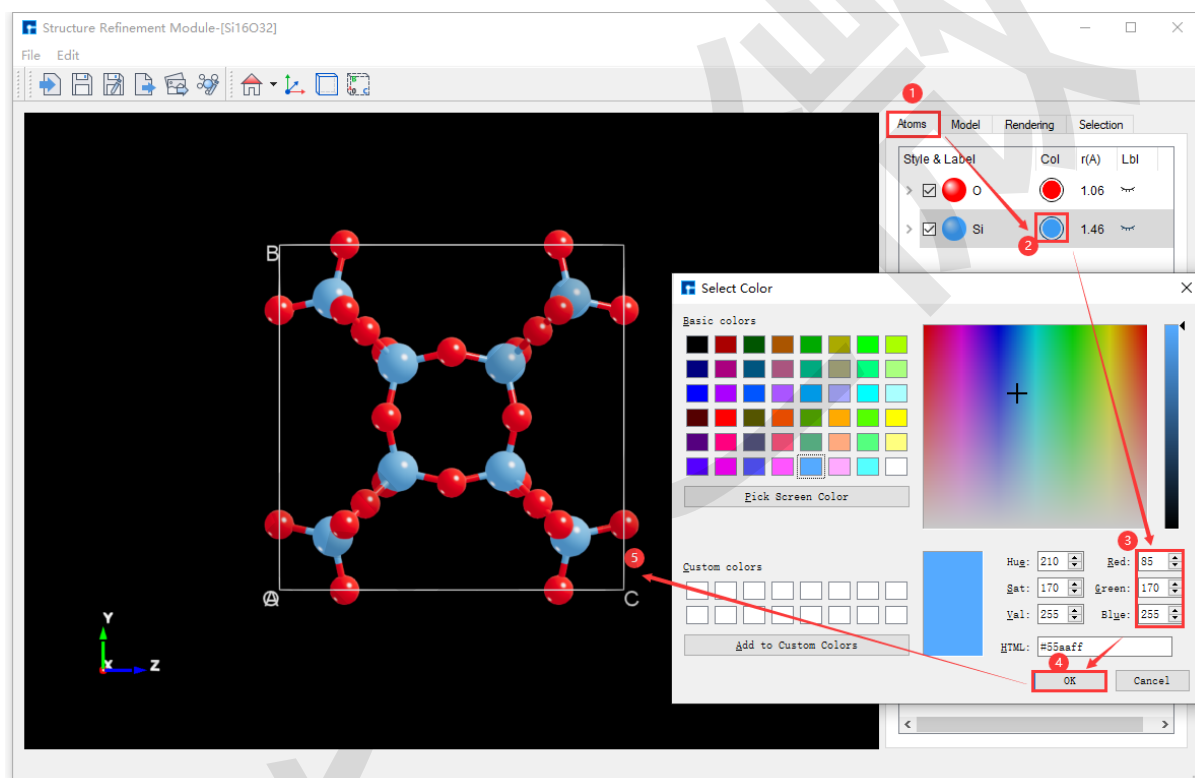 Structure Refinement Module-[Si16O32]
File Edit
1
Atoms Model Rendering Selection
Style & Label Col r(A) Lbl
O 1.06
Si 1.46
2
B
A
C
Y
X
Z
5
Select Color
Basic colors
Pick Screen Color
Custom colors
Add to Custom Colors
3
Hue: 210 Red: 85
Sat: 170 Green: 170
Val: 255 Blue: 255
HTML: #55aaff
4
OK Cancel